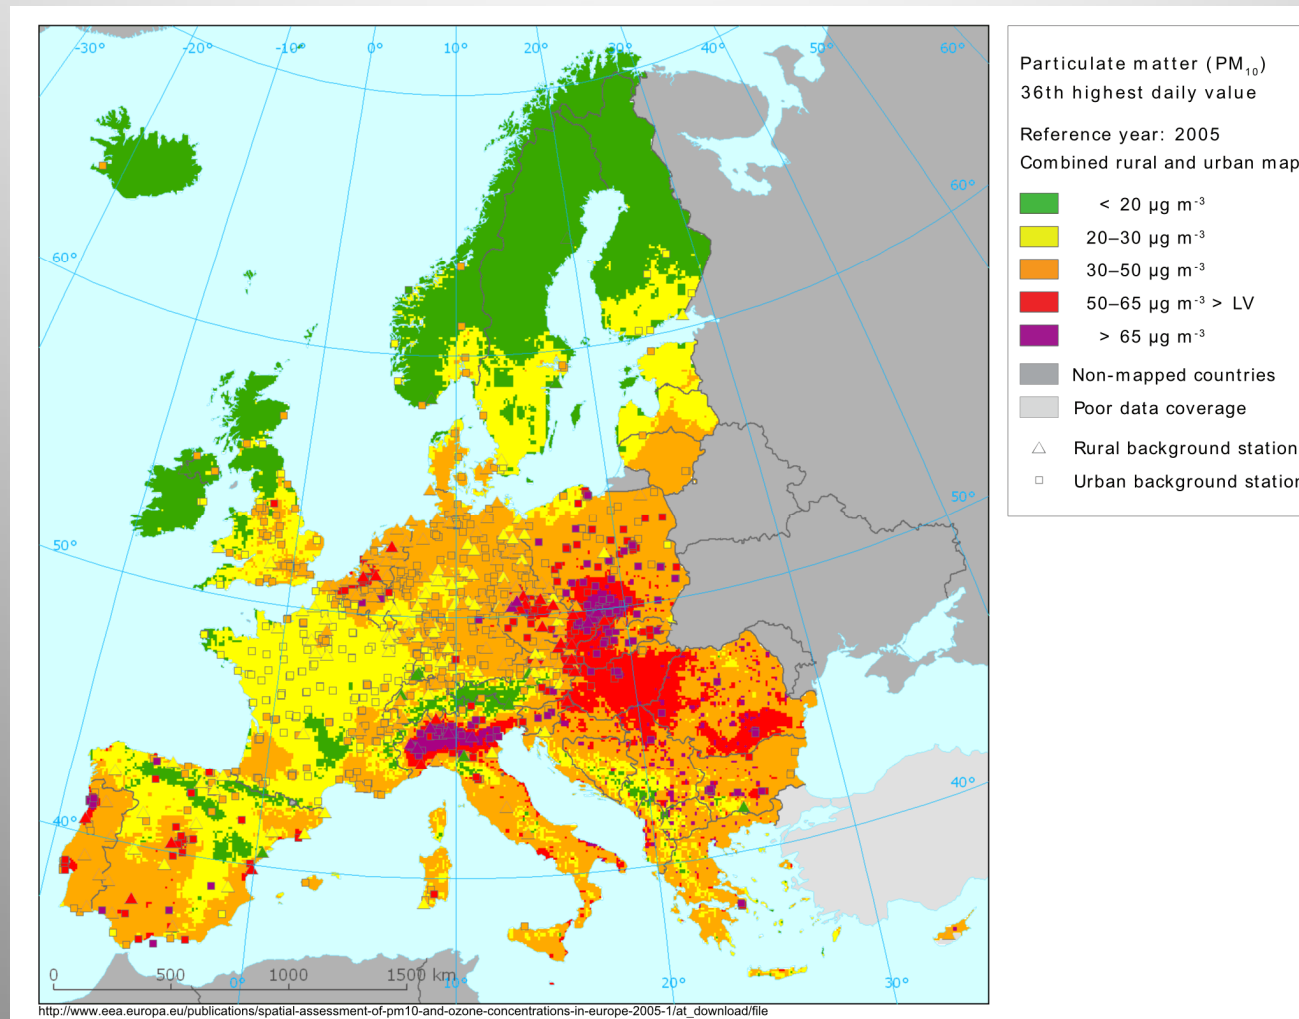 -30° -20° -10° 0° 10° 20° 30° 40° 50° 60°
60°
60°
50°
50°
40°
40°
0 500 1000 1500 km
0° 10° 20° 30°
Particulate matter (PM10)
36th highest daily value
Reference year: 2005
Combined rural and urban map
< 20 µg m-3
20–30 µg m-3
30–50 µg m-3
50–65 µg m-3 > LV
> 65 µg m-3
Non-mapped countries
Poor data coverage
Rural background station
Urban background station
http://www.eea.europa.eu/publications/spatial-assessment-of-pm10-and-ozone-concentrations-in-europe-2005-1/at_download/file